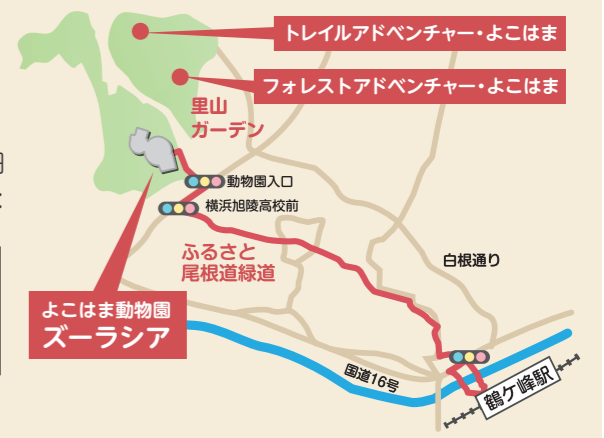 トレイルアドベンチャー・よこはま
フォレストアドベンチャー・よこはま
里山
ガーデン
動物園入口
横浜旭陵高校前
ふるさと
尾根道緑道
白根通り
よこはま動物園
ズーラシア
国道16号
鶴ケ峰駅